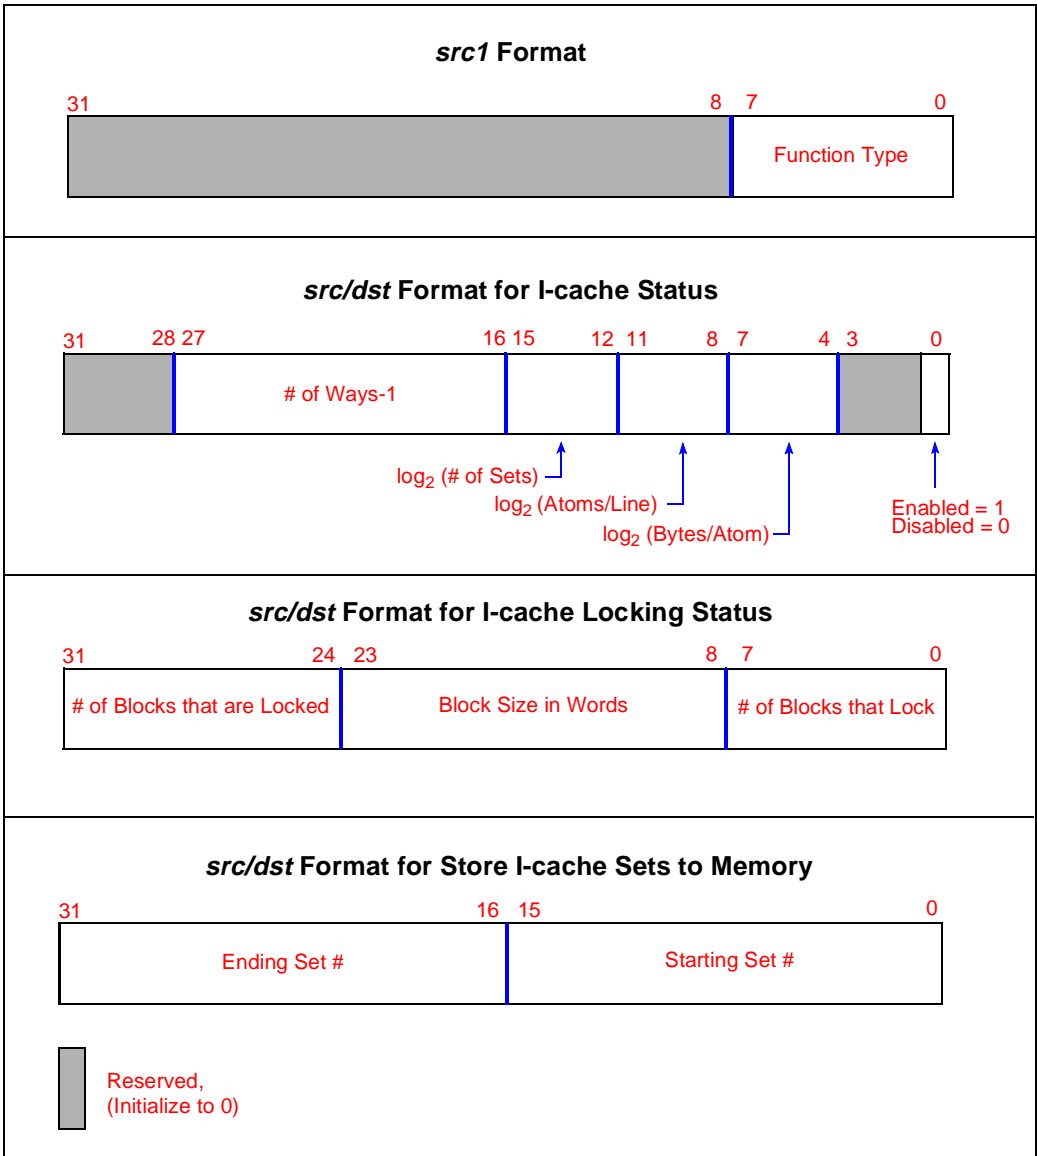 src1 Format
31 8 7 0
Function Type
src/dst Format for I-cache Status
31 28 27 16 15 12 11 8 7 4 3 0
# of Ways-1
log2 (# of Sets)
log2 (Atoms/Line)
log2 (Bytes/Atom)
Enabled = 1
Disabled = 0
src/dst Format for I-cache Locking Status
31 24 23 8 7 0
# of Blocks that are Locked Block Size in Words # of Blocks that Lock
src/dst Format for Store I-cache Sets to Memory
31 16 15 0
Ending Set # Starting Set #
Reserved,
(Initialize to 0)